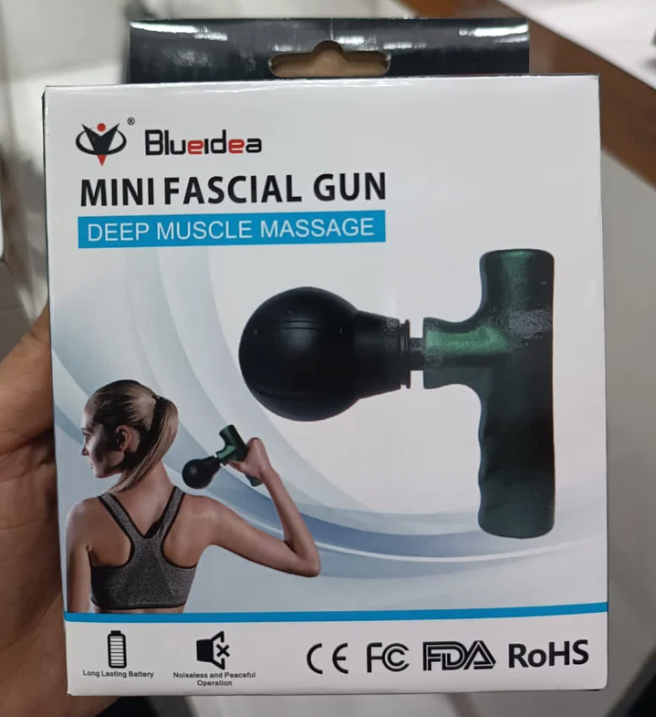 ®
Blueidea
MINI FASCIAL GUN
DEEP MUSCLE MASSAGE
Long Lasting Battery
Noiseless and Peaceful
Operation
CE FC FDA RoHS